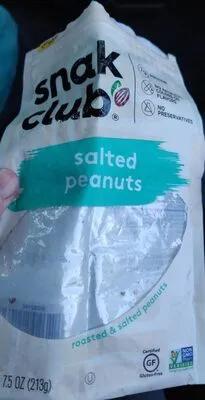 snak
club®
NO
PRESERVATIVES
salted
peanuts
roasted & salted peanuts
Certified
GF
Gluten-Free
NON
GMO
VERIFIED
7.5 OZ (213g)
U